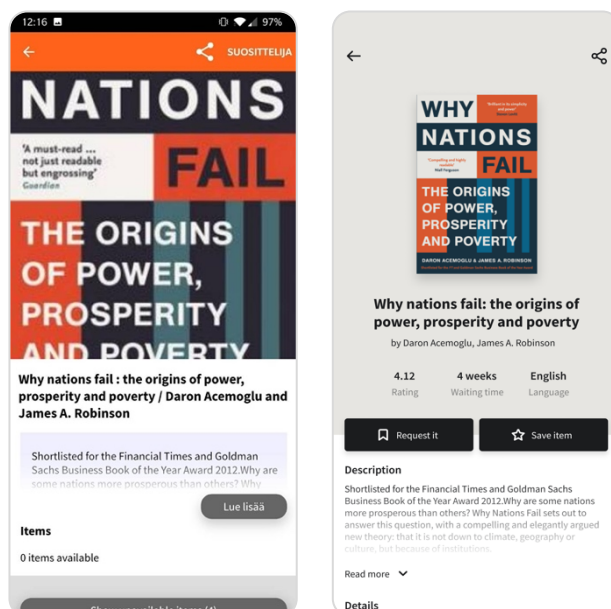 12:16
97%
SUOSITTELIJA
NATIONS
'A must-read ...
not just readable
but engrossing'
Guardian
FAIL
THE ORIGINS
OF POWER,
PROSPERITY
AND POVERTY
Why nations fail : the origins of power,
prosperity and poverty / Daron Acemoglu and
James A. Robinson
Shortlisted for the Financial Times and Goldman
Sachs Business Book of the Year Award 2012.Why are
some nations more prosperous than others? Why
Lue lisää
Items
0 items available
WHY
NATIONS
FAIL
THE ORIGINS
OF POWER,
PROSPERITY
AND POVERTY
DARON ACEMOGLU & JAMES A. ROBINSON
Why nations fail: the origins of
power, prosperity and poverty
by Daron Acemoglu, James A. Robinson
4.12
4 weeks
English
Rating
Waiting time
Language
Request it
Save item
Description
Shortlisted for the Financial Times and Goldman Sachs
Business Book of the Year Award 2012.Why are some nations
more prosperous than others? Why Nations Fail sets out to
answer this question, with a compelling and elegantly argued
new theory: that it is not down to climate, geography or
culture, but because of institutions.
Read more
Details